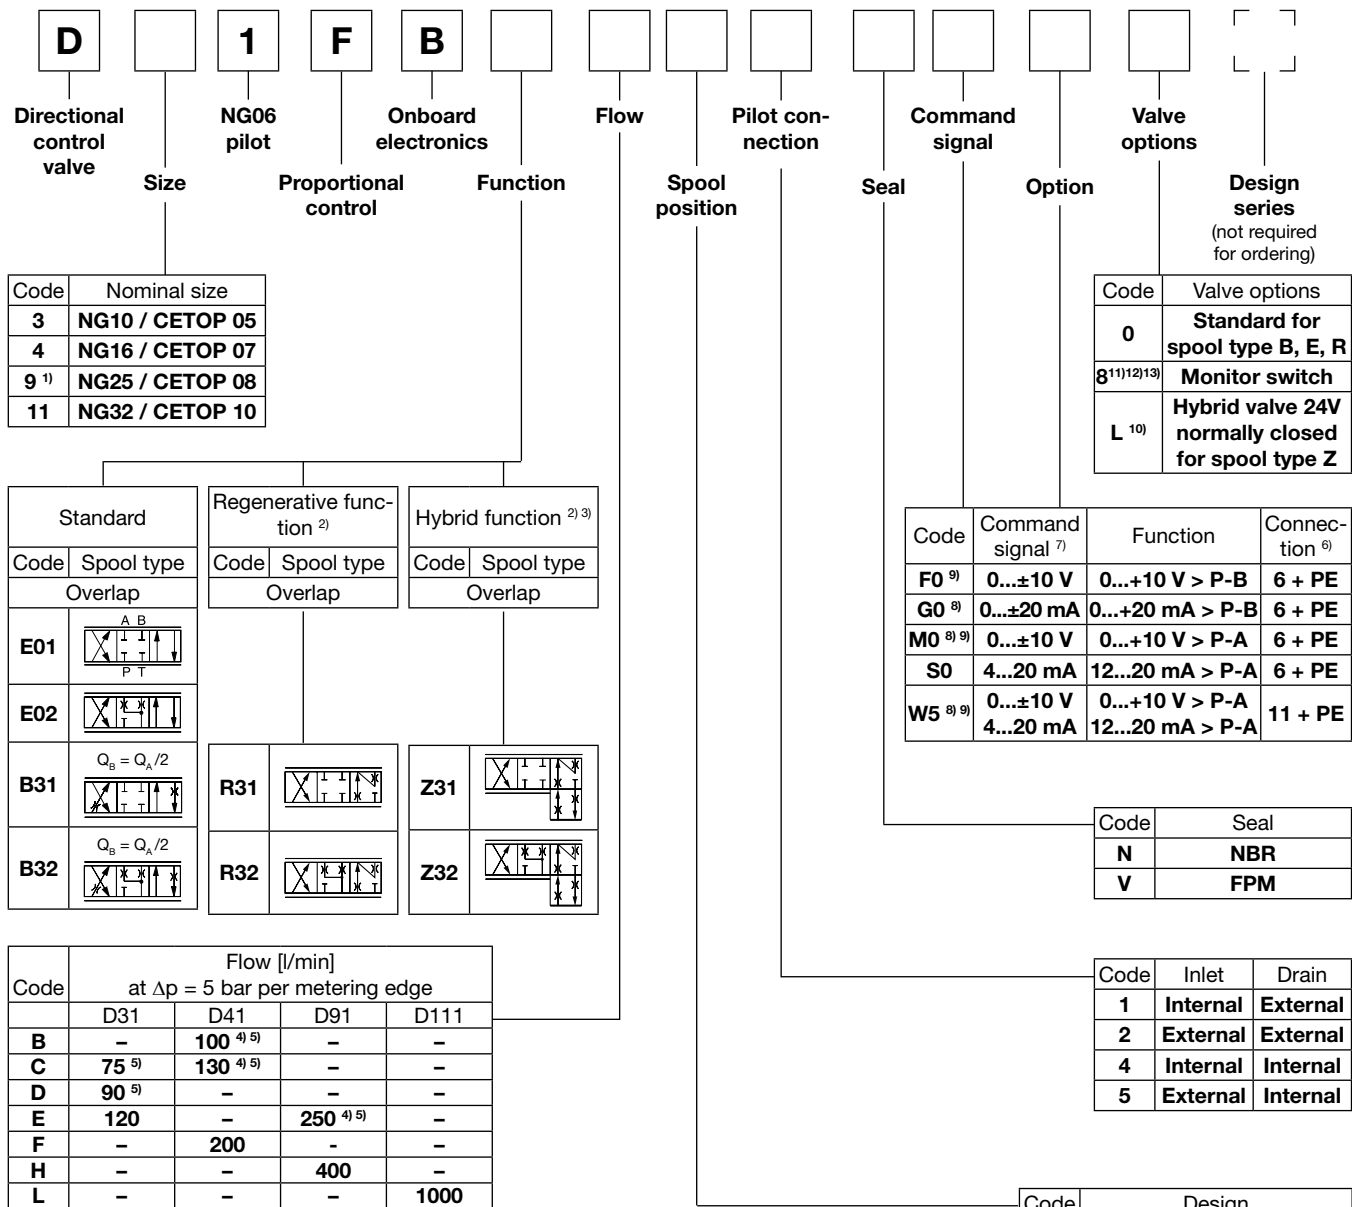 D 1 F B
Directional control valve
Size
NG06 pilot
Proportional control
Onboard electronics
Function
Flow
Spool position
Pilot con-nection
Seal
Command signal
Option
Valve options
Design series
(not required for ordering)
Code Nominal size
3 NG10 / CETOP 05
4 NG16 / CETOP 07
9 1) NG25 / CETOP 08
11 NG32 / CETOP 10
Code Valve options
0 Standard for spool type B, E, R
8 11)12)13) Monitor switch
L 10) Hybrid valve 24V normally closed for spool type Z
Standard
Code Spool type
Overlap
E01 A B P T
E02
B31 QB = QA/2
B32 QB = QA/2
Regenerative func-tion 2)
Code Spool type
Overlap
R31
R32
Hybrid function 2) 3)
Code Spool type
Overlap
Z31
Z32
Code Command signal 7) Function Connec-tion 6)
F0 9) 0...±10 V 0...+10 V > P-B 6 + PE
G0 8) 0...±20 mA 0...+20 mA > P-B 6 + PE
M0 8) 9) 0...±10 V 0...+10 V > P-A 6 + PE
S0 4...20 mA 12...20 mA > P-A 6 + PE
W5 8) 9) 0...±10 V 0...+10 V > P-A 11 + PE
4...20 mA 12...20 mA > P-A
Code Seal
N NBR
V FPM
Code Flow [l/min]
at Δp = 5 bar per metering edge
D31 D41 D91 D111
B – 100 4) 5) – –
C 75 5) 130 4) 5) – –
D 90 5) – – –
E 120 – 250 4) 5) –
F – 200 - –
H – – 400 –
L – – – 1000
Code Inlet Drain
1 Internal External
2 External External
4 Internal Internal
5 External Internal
Code Design